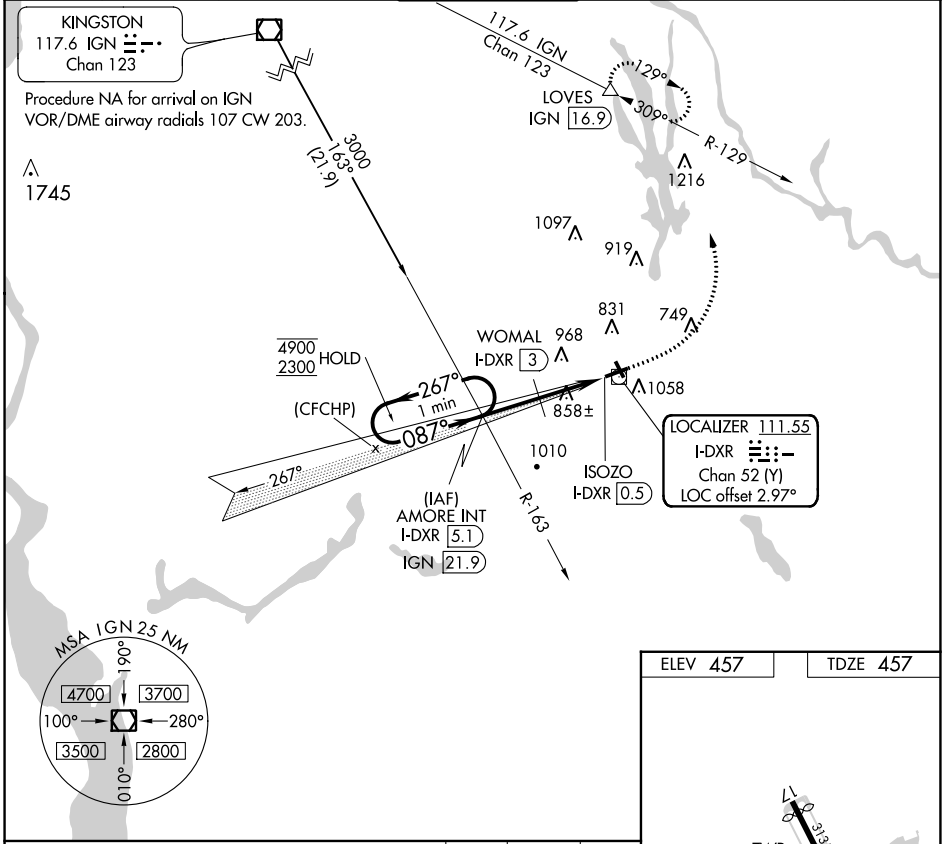 KINGSTON
117.6 IGN
Chan 123
Procedure NA for arrival on IGN
VOR/DME airway radials 107 CW 203.
1745
117.6 IGN
Chan 123
LOVES
IGN 16.9
129°
309°
R-129
1216
3000
163°
(21.9)
1097
919
831
749
968
WOMAL
I-DXR 3
4900
2300
HOLD
267°
1 min
087°
(CFCHP)
x
267°
858±
1058
1010
LOCALIZER 111.55
I-DXR
Chan 52 (Y)
LOC offset 2.97°
ISOZO
I-DXR 0.5
(IAF)
AMORE INT
I-DXR 5.1
IGN 21.9
R-163
MSA IGN 25 NM
190°
4700
3700
100°
280°
3500
2800
010°
ELEV 457
TDZE 457
17